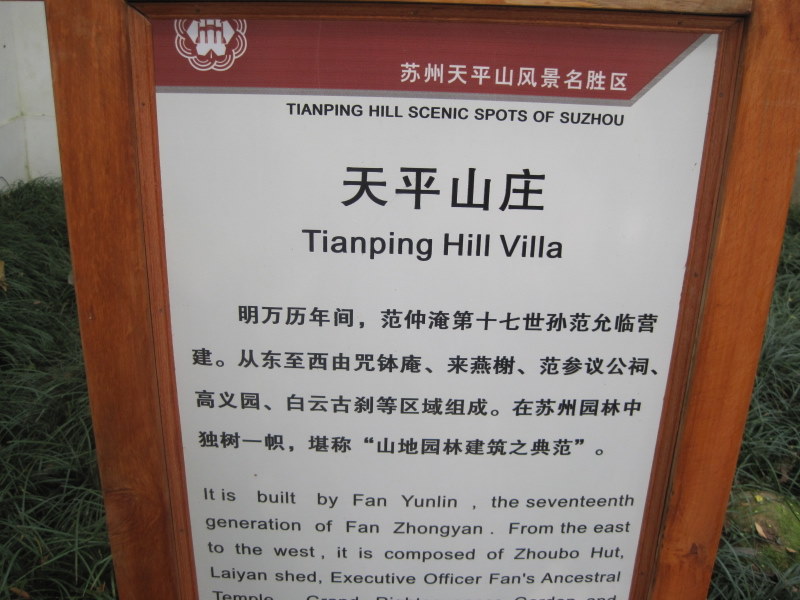 苏州天平山风景名胜区
TIANPING HILL SCENIC SPOTS OF SUZHOU
天平山庄
Tianping Hill Villa
明万历年间，范仲淹第十七世孙范允临营
建。从东至西由咒钵庵、来燕榭、范参议公祠、
高义园、白云古刹等区域组成。在苏州园林中
独树一帜，堪称“山地园林建筑之典范”。
It is built by Fan Yunlin , the seventeenth
generation of Fan Zhongyan . From the east
to the west , it is composed of Zhoubo Hut,
Laiyan shed, Executive Officer Fan's Ancestral
Temple , Grand Righteousness Garden and